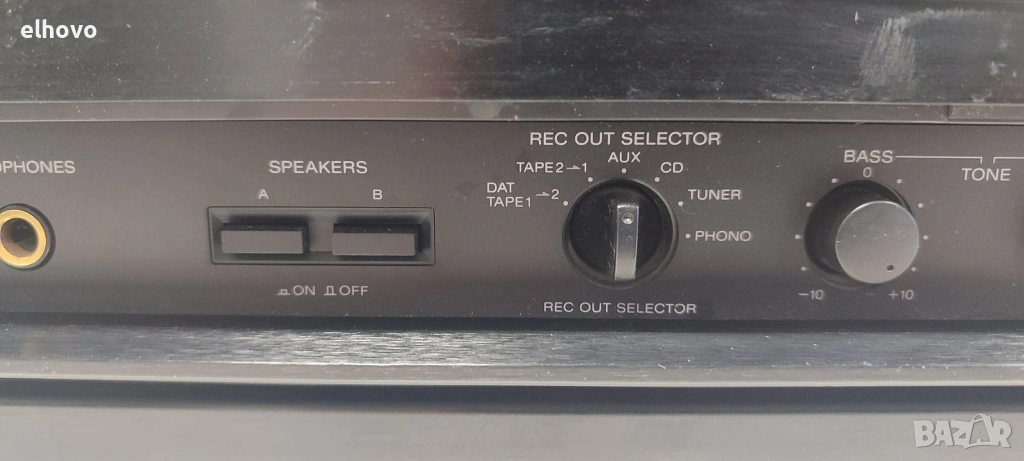 elhovo
REC OUT SELECTOR
OPHONES
SPEAKERS
A B
DAT
TAPE1 → 2
TAPE2 → 1
AUX
CD
TUNER
PHONO
BASS
0
TONE
-10 +10
ON OFF
REC OUT SELECTOR
BAZAR